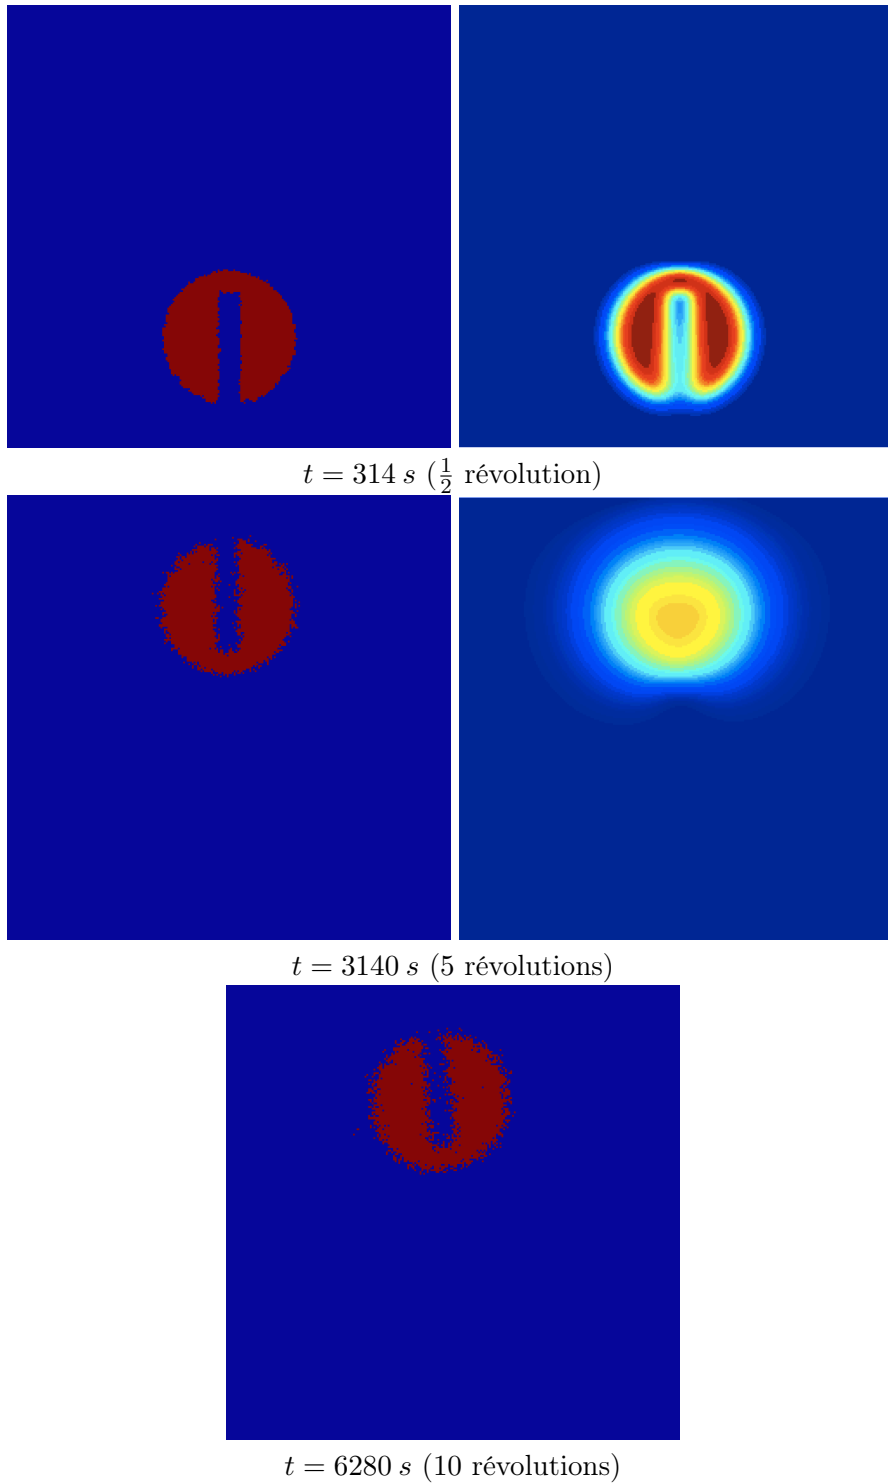 t = 314 s (1/2 révolution)
t = 3140 s (5 révolutions)
t = 6280 s (10 révolutions)